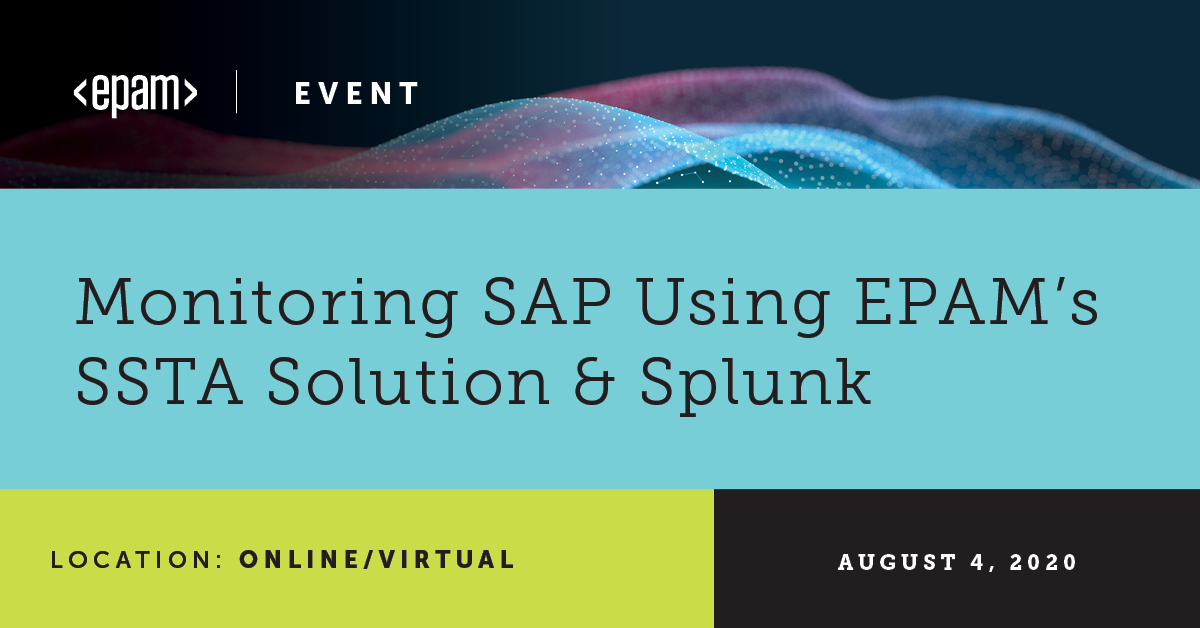 <epam> | EVENT
Monitoring SAP Using EPAM’s
SSTA Solution & Splunk
LOCATION: ONLINE/VIRTUAL
AUGUST 4, 2020